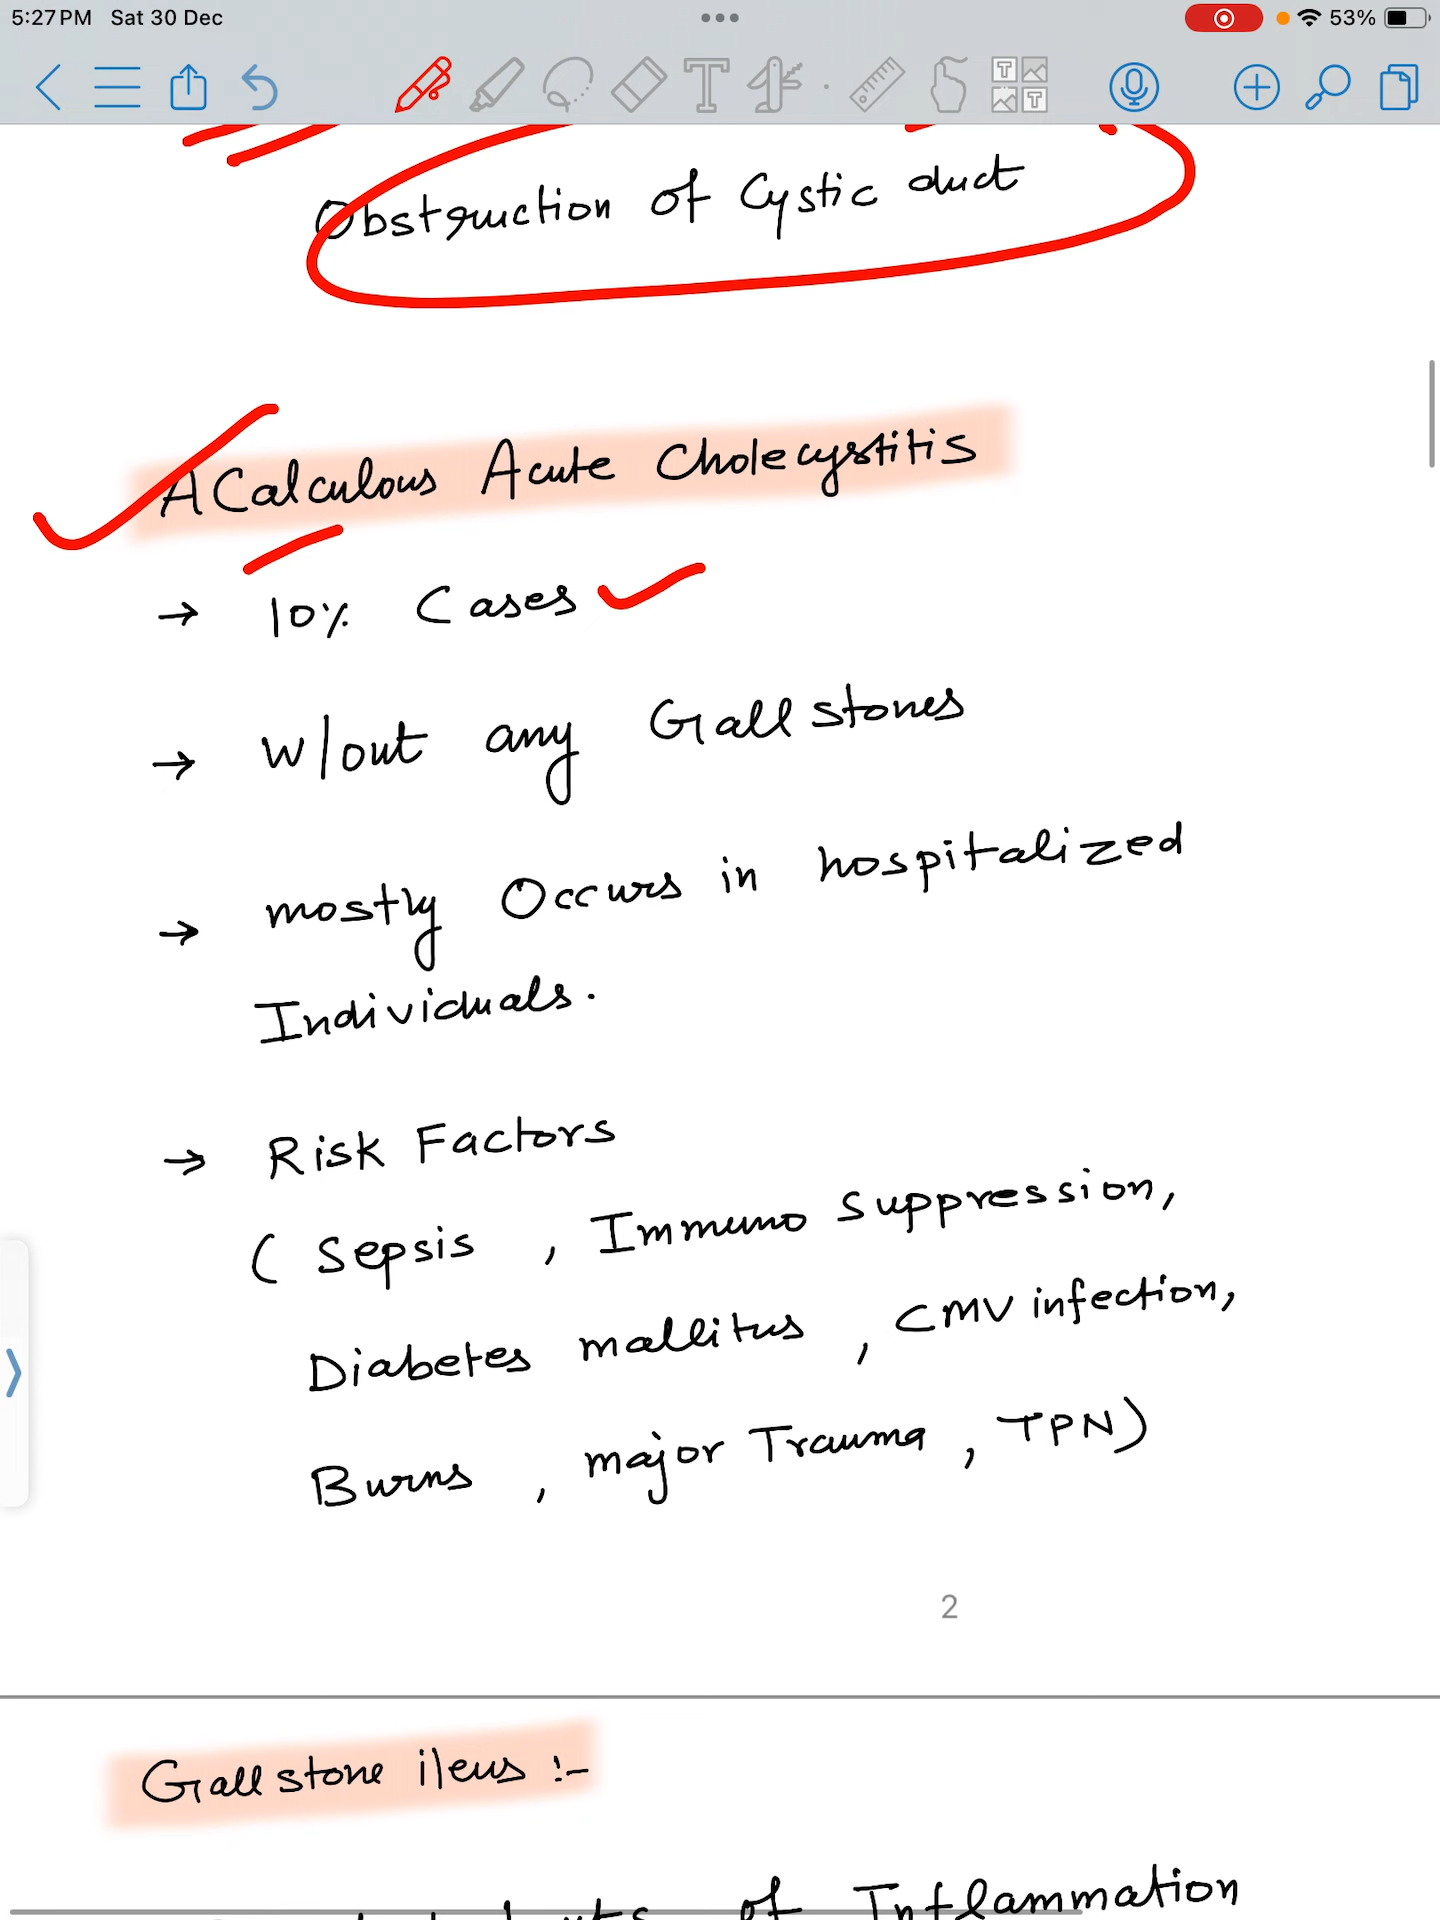 5:27 PM Sat 30 Dec 53%
Obstruction of Cystic duct
ACalculous Acute Cholecystitis
→ 10% Cases
→ w/out any Gall stones
→ mostly Occurs in hospitalized
Individuals.
→ Risk Factors
( Sepsis , Immuno suppression,
Diabetes mallitus , CMV infection,
Burns , major Trauma , TPN)
2
Gall stone ileus :-
of Inflammation